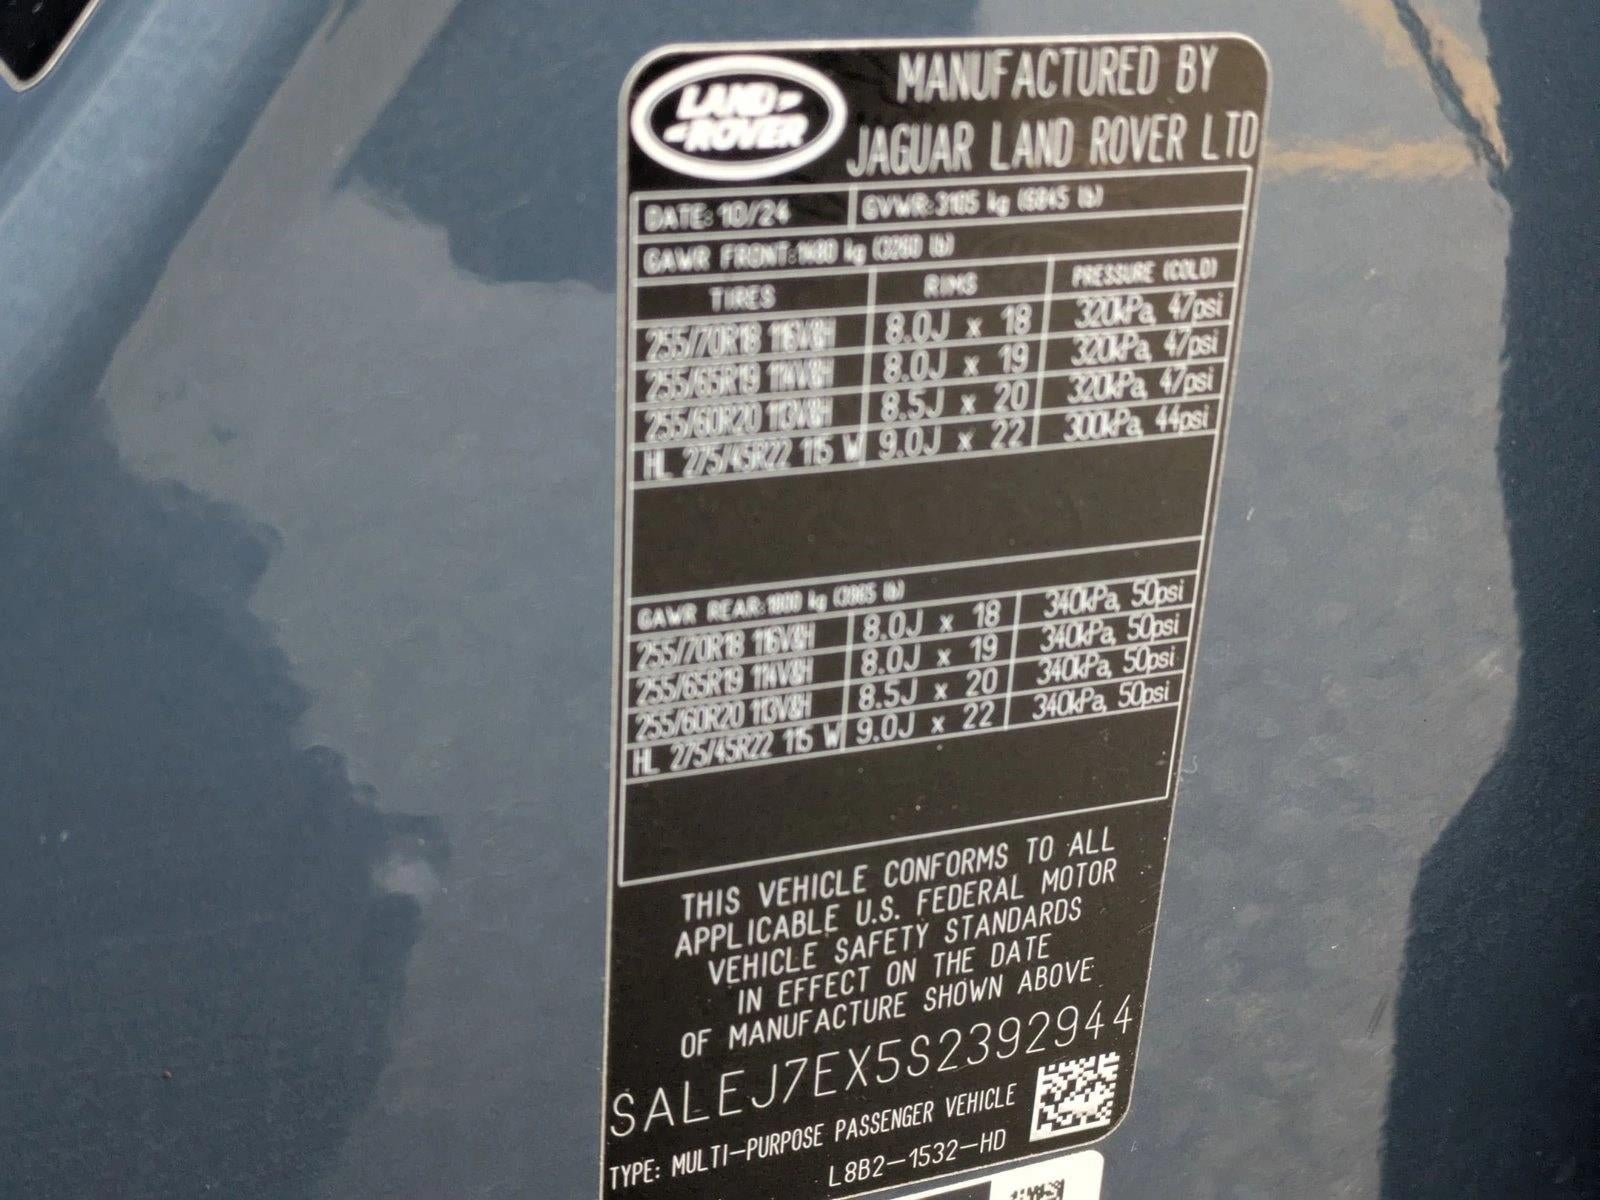 LAND ROVER
MANUFACTURED BY
JAGUAR LAND ROVER LTD
DATE: 10/24 GVWR:3105 kg (6845 lb)
GAWR FRONT:1480 kg (3260 lb)
TIRES RIMS PRESSURE (COLD)
255/70R18 116V&H 8.0J x 18 320kPa, 47psi
255/65R19 114V&H 8.0J x 19 320kPa, 47psi
255/60R20 113V&H 8.5J x 20 320kPa, 47psi
HL 275/45R22 115 W 9.0J x 22 300kPa, 44psi
GAWR REAR: kg lb)
255/70R18 116V&H 8.0J x 18 340kPa, 50psi
255/65R19 114V&H 8.0J x 19 340kPa, 50psi
255/60R20 113V&H 8.5J x 20 340kPa, 50psi
HL 275/45R22 115 W 9.0J x 22 340kPa, 50psi
THIS VEHICLE CONFORMS TO ALL
APPLICABLE U.S. FEDERAL MOTOR
VEHICLE SAFETY STANDARDS
IN EFFECT ON THE DATE
OF MANUFACTURE SHOWN ABOVE
SALEJ7EX5S2392944
TYPE: MULTI-PURPOSE PASSENGER VEHICLE
L8B2-1532-HD